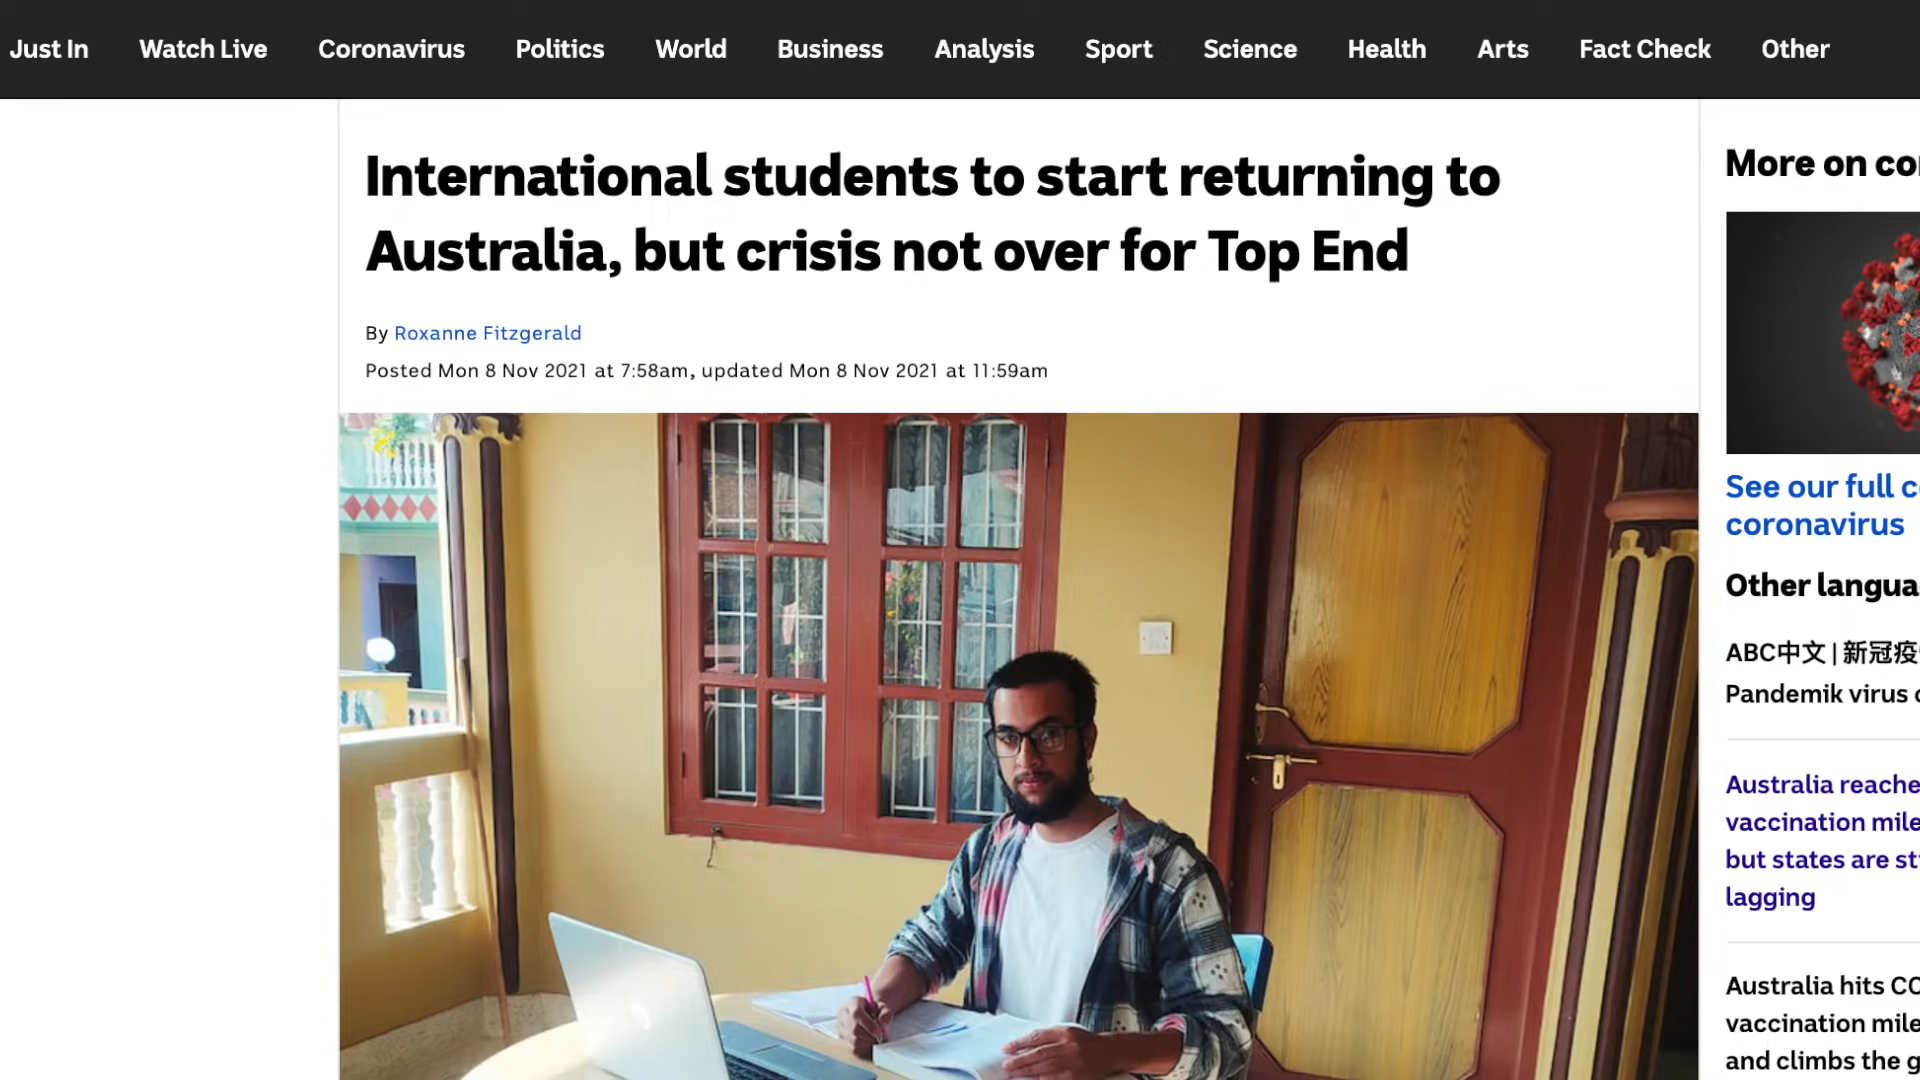 Just In Watch Live Coronavirus Politics World Business Analysis Sport Science Health Arts Fact Check Other
International students to start returning to
Australia, but crisis not over for Top End
By Roxanne Fitzgerald
Posted Mon 8 Nov 2021 at 7:58am, updated Mon 8 Nov 2021 at 11:59am
More on co
See our full c
coronavirus
Other langua
ABC中文 | 新冠疫
Pandemik virus
Australia reache
vaccination mile
but states are st
lagging
Australia hits CO
vaccination mile
and climbs the g